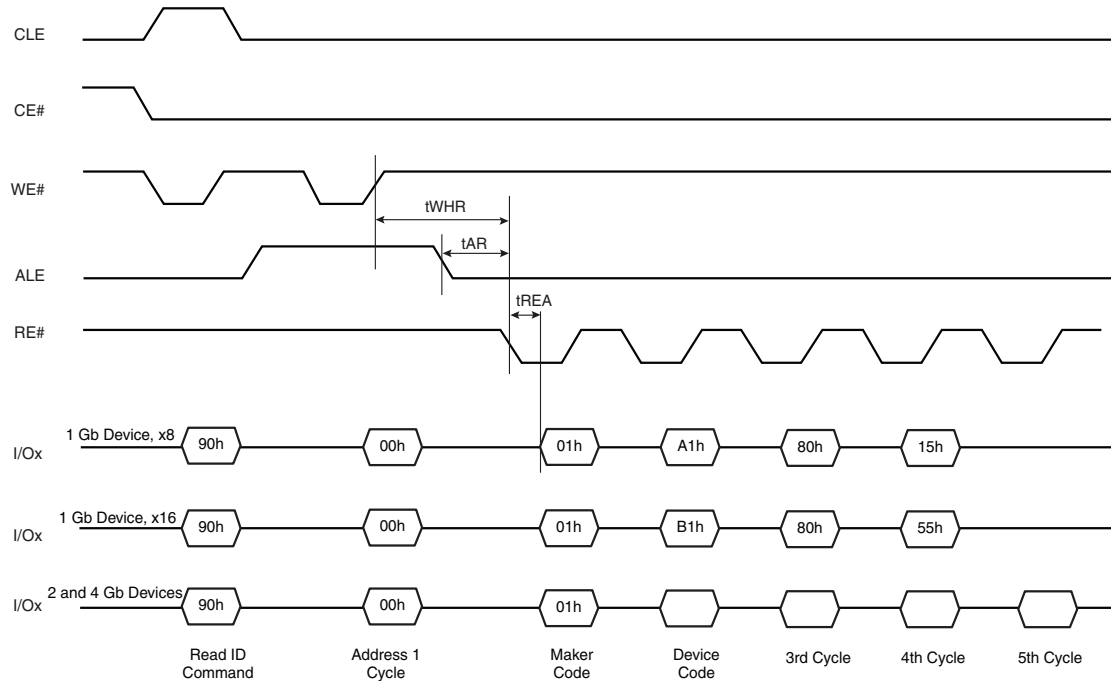 CLE
CE#
WE#
tWHR
tAR
ALE
tREA
RE#
I/Ox 1 Gb Device, x8 90h 00h 01h A1h 80h 15h
I/Ox 1 Gb Device, x16 90h 00h 01h B1h 80h 55h
I/Ox 2 and 4 Gb Devices 90h 00h 01h
Read ID Command
Address 1 Cycle
Maker Code
Device Code
3rd Cycle
4th Cycle
5th Cycle